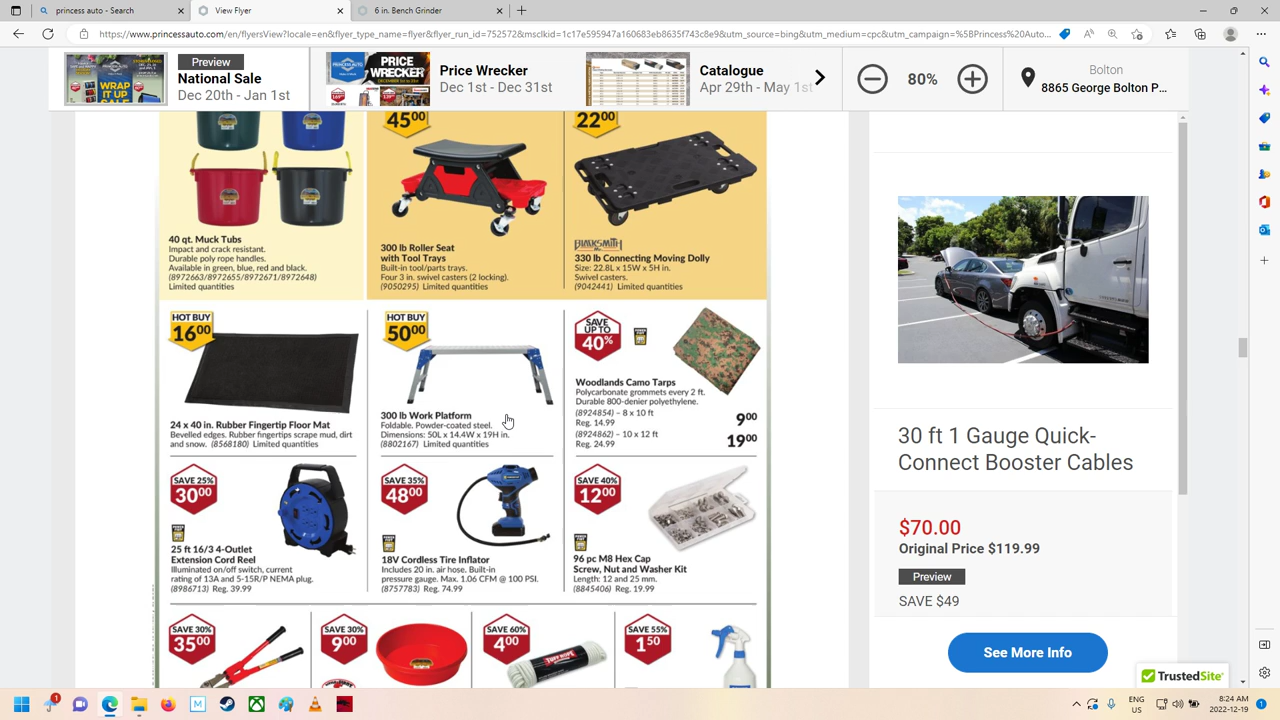 princess auto - Search
View Flyer
6 in. Bench Grinder
https://www.princessauto.com/en/flyersView?locale=en&flyer_type_name=flyer&flyer_run_id=752572&msclkid=1c17e595947a160683eb8635f743c8e9&utm_source=bing&utm_medium=cpc&utm_campaign=%5BPrincess%20Auto...
Preview
National Sale
Dec 20th - Jan 1st
Price Wrecker
Dec 1st - Dec 31st
Catalogue
Apr 29th - May 1st
80%
Bolton
8865 George Bolton P...
45.00
22.00
40 qt. Muck Tubs
Impact and crack resistant.
Durable poly rope handles.
Available in green, blue, red and black.
(8972663/8972655/8972671/8972648)
Limited quantities
300 lb Roller Seat
with Tool Trays
Built-in tool/parts trays.
Four 3 in. swivel casters (2 locking).
(9050295) Limited quantities
330 lb Connecting Moving Dolly
Size: 22.8L x 15W x 5H in.
Swivel casters.
(9042441) Limited quantities
HOT BUY
16.00
24 x 40 in. Rubber Fingertip Floor Mat
Bevelled edges. Rubber fingertips scrape mud, dirt
and snow. (8568180) Limited quantities
HOT BUY
50.00
300 lb Work Platform
Foldable. Powder-coated steel.
Dimensions: 50L x 14.4W x 19H in.
(8802167) Limited quantities
SAVE UP TO
40%
Woodlands Camo Tarps
Polycarbonate grommets every 2 ft.
Durable 800-denier polyethylene.
(8924854) – 8 x 10 ft
Reg. 14.99
9.00
(8924862) – 10 x 12 ft
Reg. 24.99
19.00
SAVE 25%
30.00
25 ft 16/3 4-Outlet
Extension Cord Reel
Illuminated on/off switch, current
rating of 13A and 5-15R/P NEMA plug.
(8986713) Reg. 39.99
SAVE 35%
48.00
18V Cordless Tire Inflator
Includes 20 in. air hose. Built-in
pressure gauge. Max. 1.06 CFM @ 100 PSI.
(8757783) Reg. 74.99
SAVE 40%
12.00
96 pc M8 Hex Cap
Screw, Nut and Washer Kit
Length: 12 and 25 mm.
(8845406) Reg. 19.99
SAVE 30%
35.00
SAVE 30%
9.00
SAVE 60%
4.00
SAVE 55%
1.50
30 ft 1 Gauge Quick-
Connect Booster Cables
$70.00
Original Price $119.99
Preview
SAVE $49
See More Info
TrustedSite
ENG
US
8:24 AM
2022-12-19